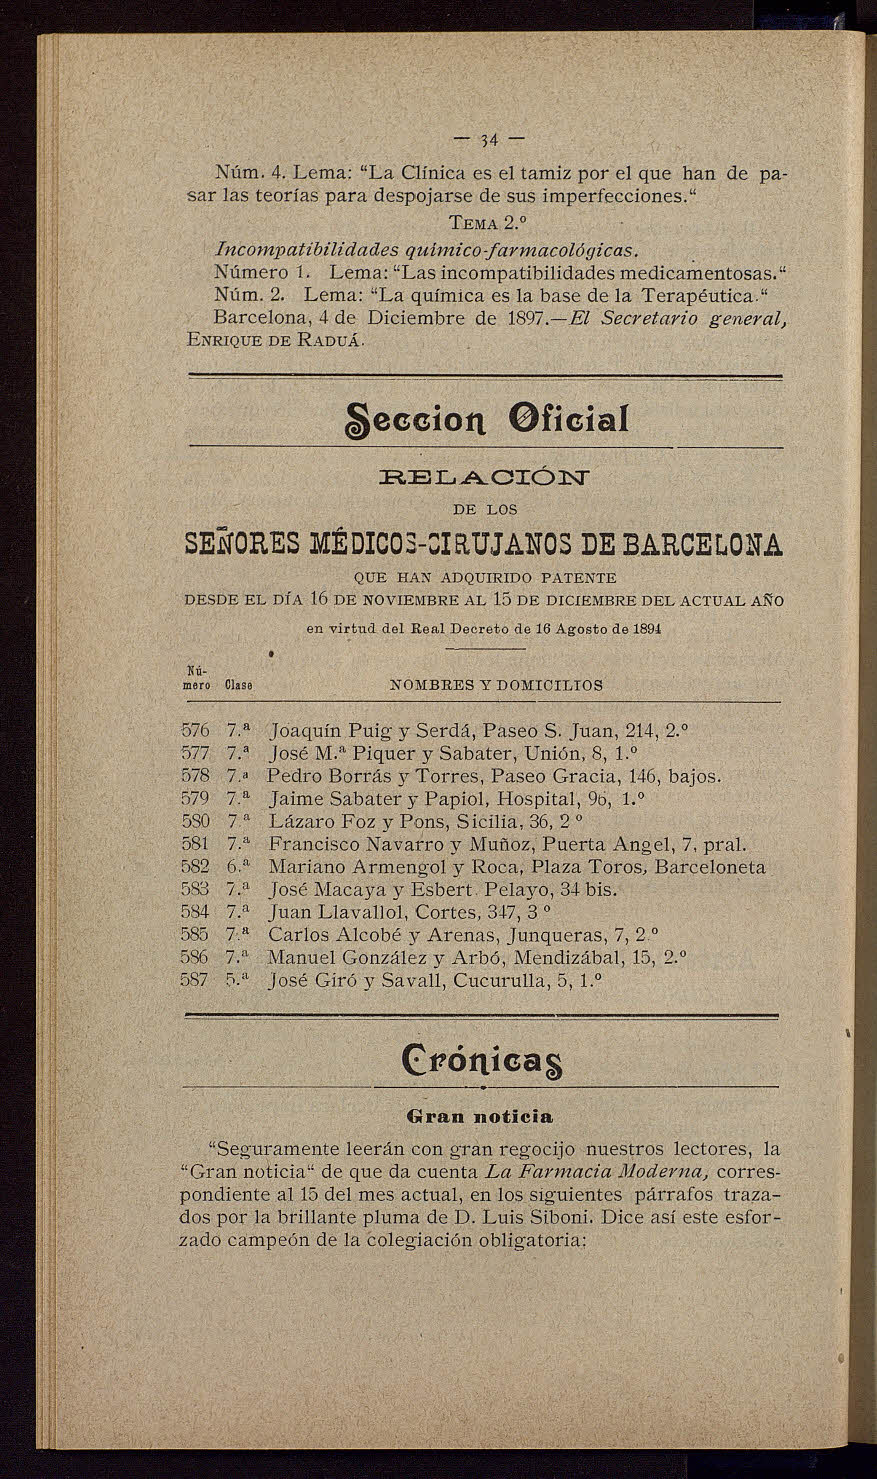 — 34 —
Núm. 4. Lema: “La Clínica es el tamiz por el que han de pa-
sar las teorías para despojarse de sus imperfecciones.“
TEMA 2.º
Incompatibilidades quimico-farmacológicas.
Número 1. Lema: “Las incompatibilidades medicamentosas.“
Núm. 2. Lema: “La química es la base de la Terapéutica.“
Barcelona, 4 de Diciembre de 1897.—El Secretario general,
ENRIQUE DE RADUÁ.
Seccion Oficial
RELACIÓN
DE LOS
SEÑORES MÉDICOS-CIRUJANOS DE BARCELONA
QUE HAN ADQUIRIDO PATENTE
DESDE EL DÍA 16 DE NOVIEMBRE AL 15 DE DICIEMBRE DEL ACTUAL AÑO
en virtud del Real Decreto de 16 Agosto de 1894
Nú-
mero Clase NOMBRES Y DOMICILIOS
576 7.ª Joaquín Puig y Serdá, Paseo S. Juan, 214, 2.º
577 7.ª José M.ª Piquer y Sabater, Unión, 8, 1.º
578 7.ª Pedro Borrás y Torres, Paseo Gracia, 146, bajos.
579 7.ª Jaime Sabater y Papiol, Hospital, 96, 1.º
580 7.ª Lázaro Foz y Pons, Sicilia, 36, 2 º
581 7.ª Francisco Navarro y Muñoz, Puerta Angel, 7, pral.
582 6.ª Mariano Armengol y Roca, Plaza Toros, Barceloneta
583 7.ª José Macaya y Esbert. Pelayo, 34 bis.
584 7.ª Juan Llavallol, Cortes, 347, 3 º
585 7.ª Carlos Alcobé y Arenas, Junqueras, 7, 2.º
586 7.ª Manuel González y Arbó, Mendizábal, 15, 2.º
587 5.ª José Giró y Savall, Cucurulla, 5, 1.º
Crónicas
Gran noticia
“Seguramente leerán con gran regocijo nuestros lectores, la
“Gran noticia“ de que da cuenta La Farmacia Moderna, corres-
pondiente al 15 del mes actual, en los siguientes párrafos traza-
dos por la brillante pluma de D. Luis Siboni. Dice así este esfor-
zado campeón de la colegiación obligatoria: